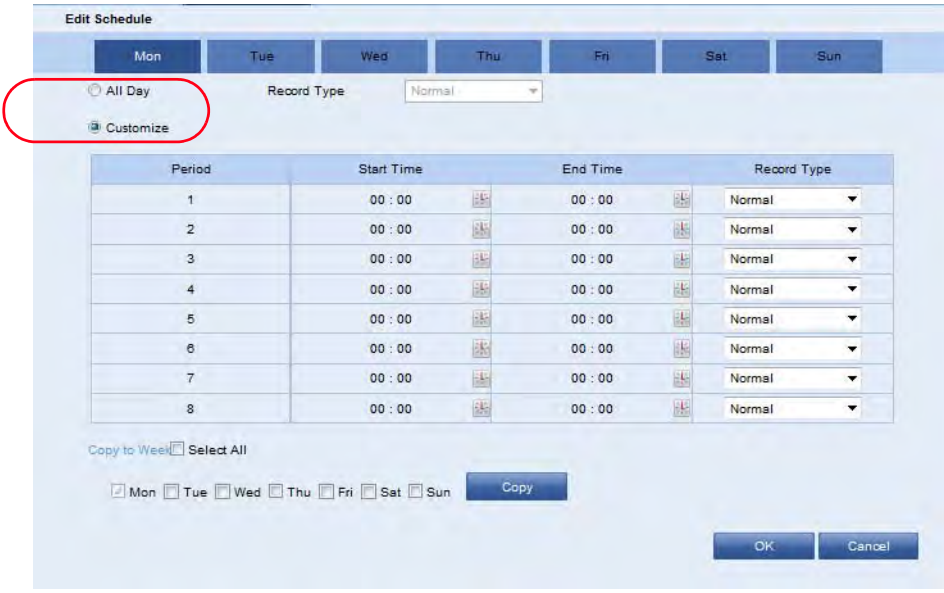 Edit Schedule
Mon Tue Wed Thu Fri Sat Sun
All Day Record Type Normal
Customize
Period Start Time End Time Record Type
1 00 : 00 00 : 00 Normal
2 00 : 00 00 : 00 Normal
3 00 : 00 00 : 00 Normal
4 00 : 00 00 : 00 Normal
5 00 : 00 00 : 00 Normal
6 00 : 00 00 : 00 Normal
7 00 : 00 00 : 00 Normal
8 00 : 00 00 : 00 Normal
Copy to Week Select All
Mon Tue Wed Thu Fri Sat Sun Copy
OK Cancel